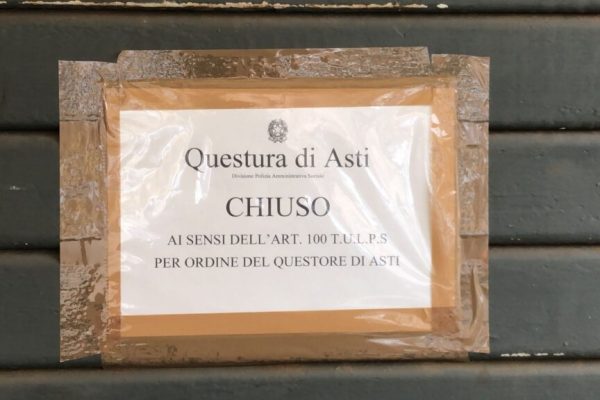 Questura di Asti
Divisione Polizia Amministrativa Sociale
CHIUSO
AI SENSI DELL'ART. 100 T.U.L.P.S
PER ORDINE DEL QUESTORE DI ASTI